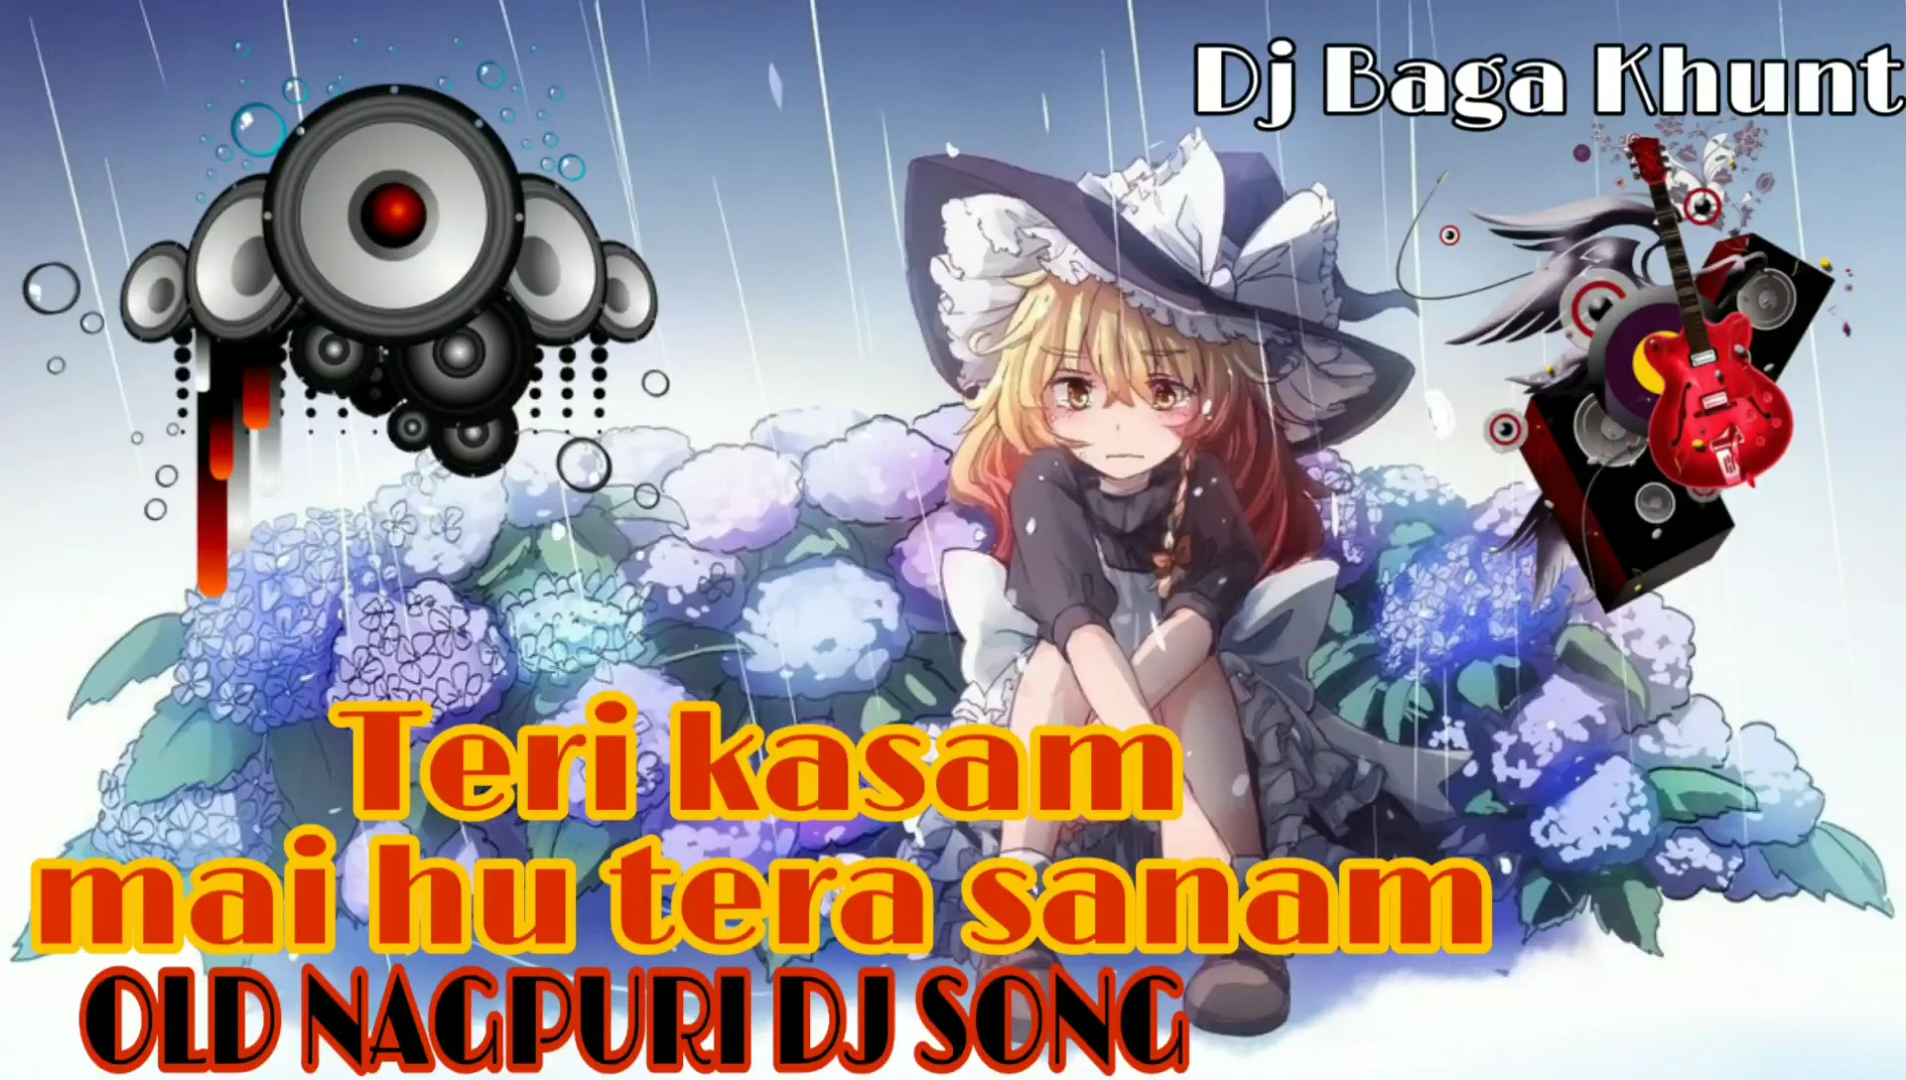 Dj Baga Khunt
Teri kasam
mai hu tera sanam
OLD NAGPURI DJ SONG